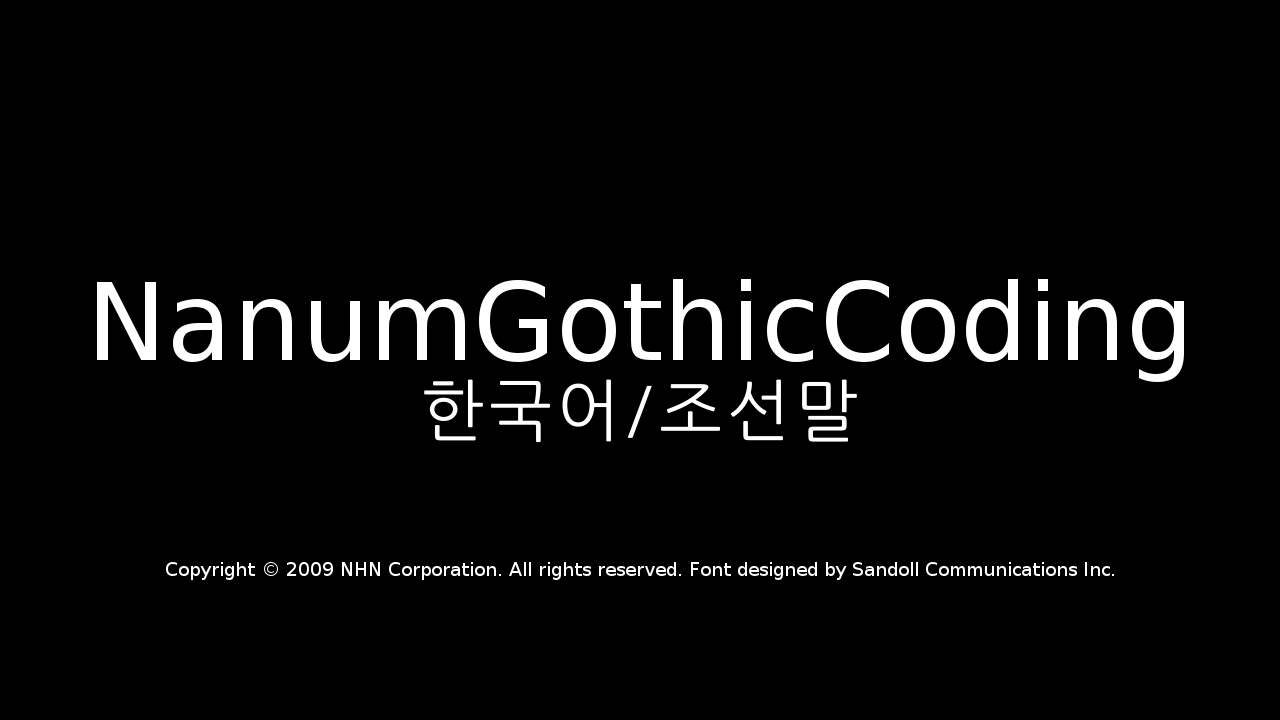 NanumGothicCoding
한국어/조선말
Copyright © 2009 NHN Corporation. All rights reserved. Font designed by Sandoll Communications Inc.